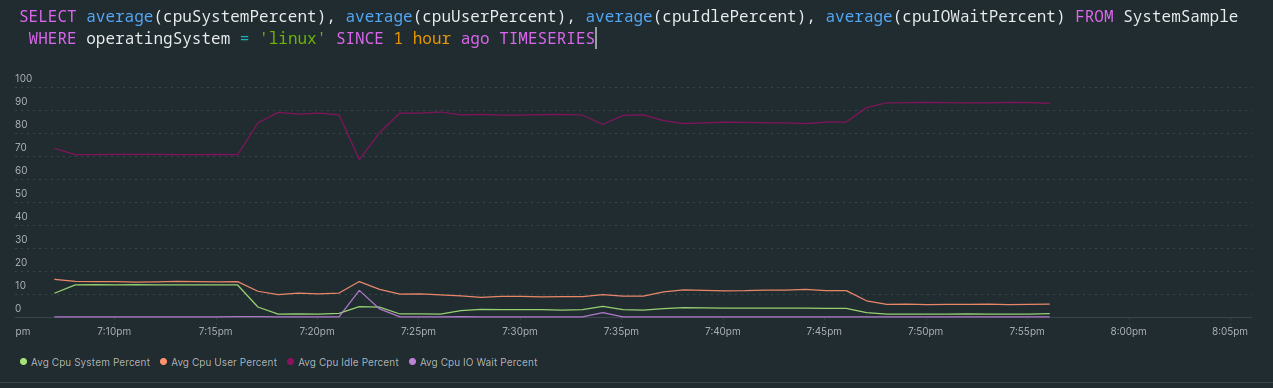 SELECT average(cpuSystemPercent), average(cpuUserPercent), average(cpuIdlePercent), average(cpuIOWaitPercent) FROM SystemSample
WHERE operatingSystem = 'linux' SINCE 1 hour ago TIMESERIES
100
90
80
70
60
50
40
30
20
10
0
pm 7:10pm 7:15pm 7:20pm 7:25pm 7:30pm 7:35pm 7:40pm 7:45pm 7:50pm 7:55pm 8:00pm 8:05pm
Avg Cpu System Percent Avg Cpu User Percent Avg Cpu Idle Percent Avg Cpu IO Wait Percent